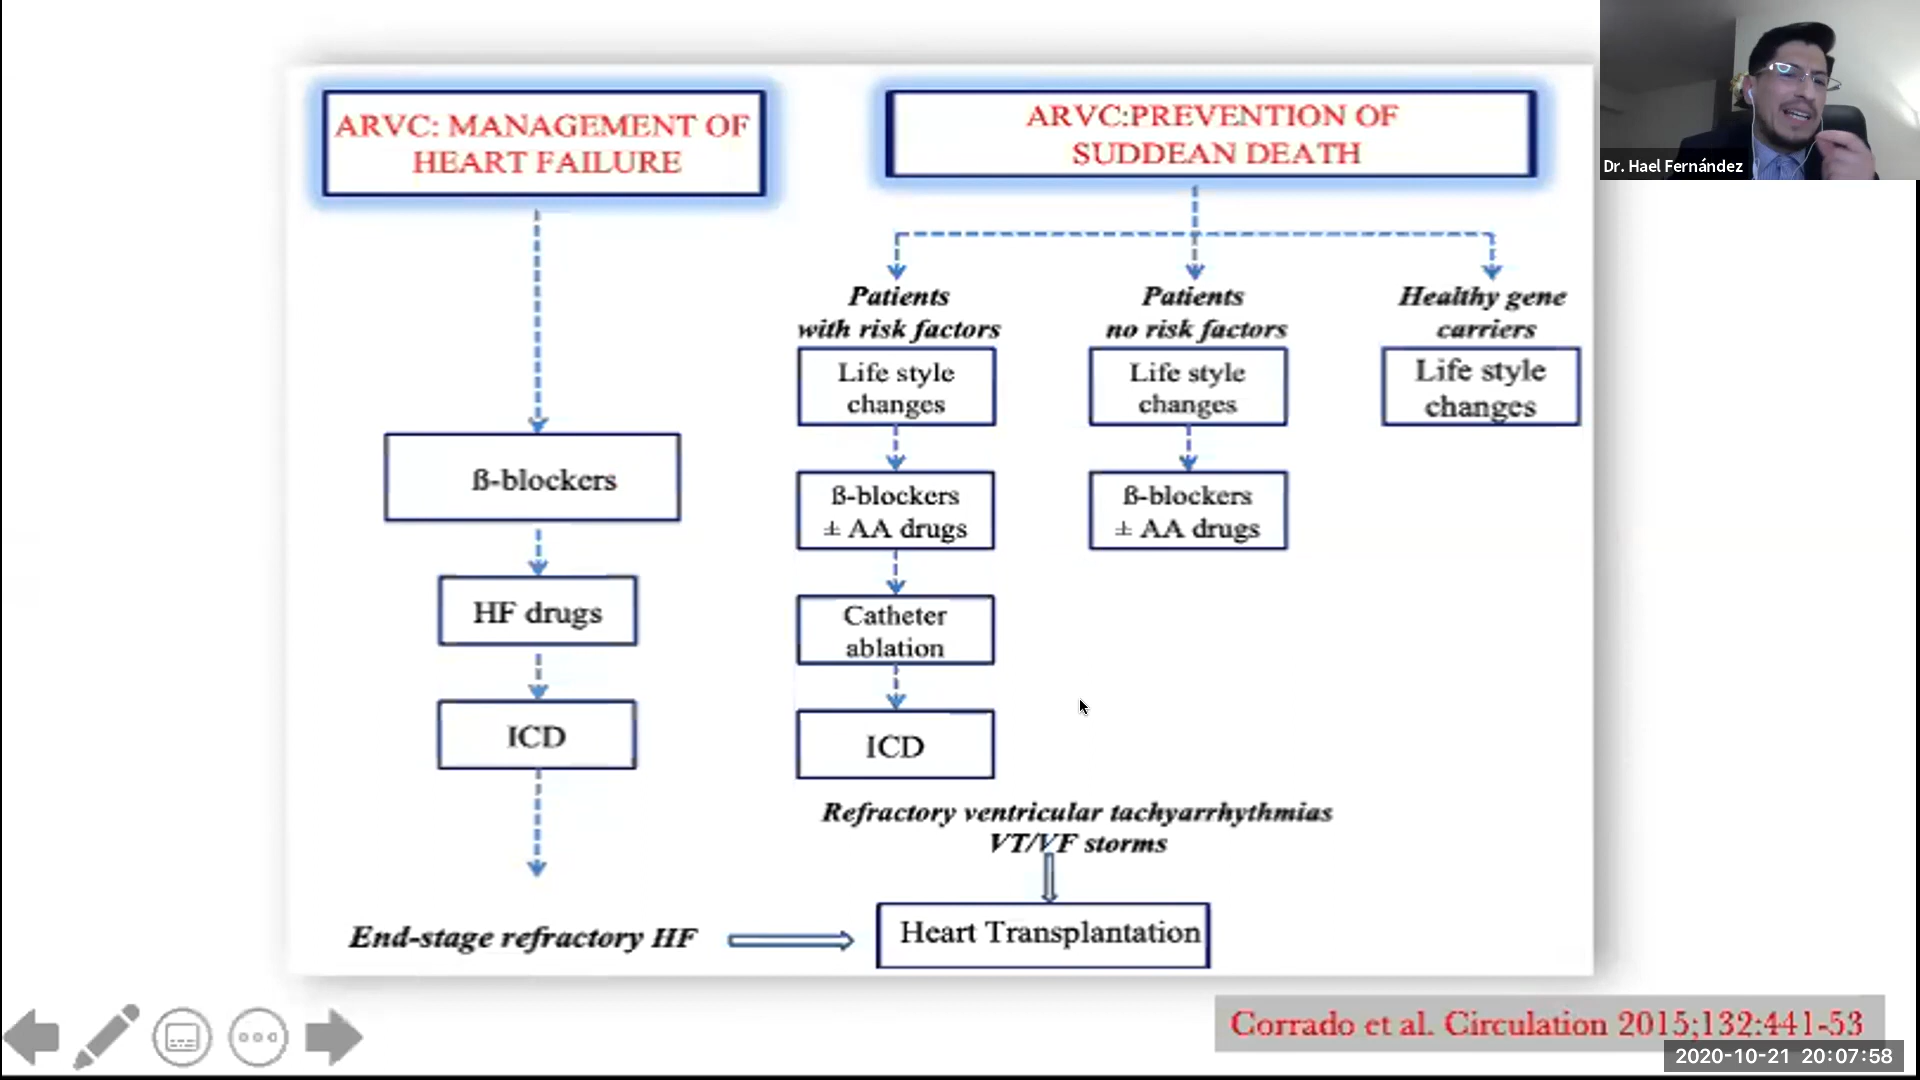 ARVC: MANAGEMENT OF
HEART FAILURE
ß-blockers
HF drugs
ICD
End-stage refractory HF
ARVC:PREVENTION OF
SUDDEAN DEATH
Patients
with risk factors
Life style
changes
ß-blockers
± AA drugs
Catheter
ablation
ICD
Patients
no risk factors
Life style
changes
ß-blockers
± AA drugs
Healthy gene
carriers
Life style
changes
Refractory ventricular tachyarrhythmias
VT/VF storms
Heart Transplantation
Dr. Hael Fernández
Corrado et al. Circulation 2015;132:441-53
2020-10-21 20:07:58